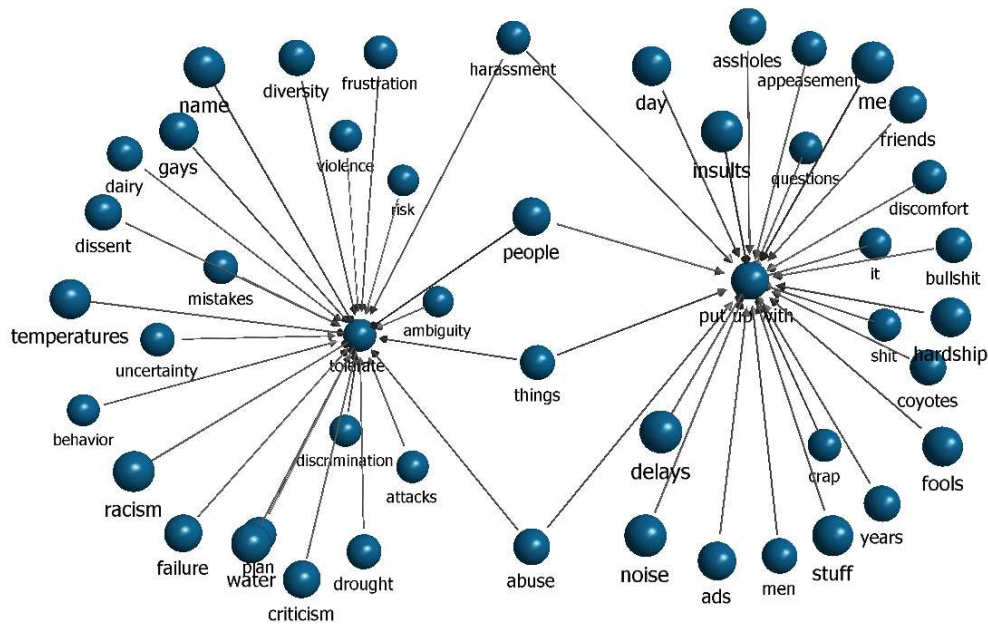 harassment
assholes
appeasement
me
name
diversity
frustration
day
friends
gays
violence
insults
questions
dairy
risk
discomfort
dissent
people
it
bullshit
mistakes
temperatures
ambiguity
put up with
uncertainty
tolerate
shit
hardship
things
coyotes
behavior
discrimination
attacks
delays
crap
fools
racism
years
failure
plan
water
drought
abuse
noise
ads
men
stuff
criticism